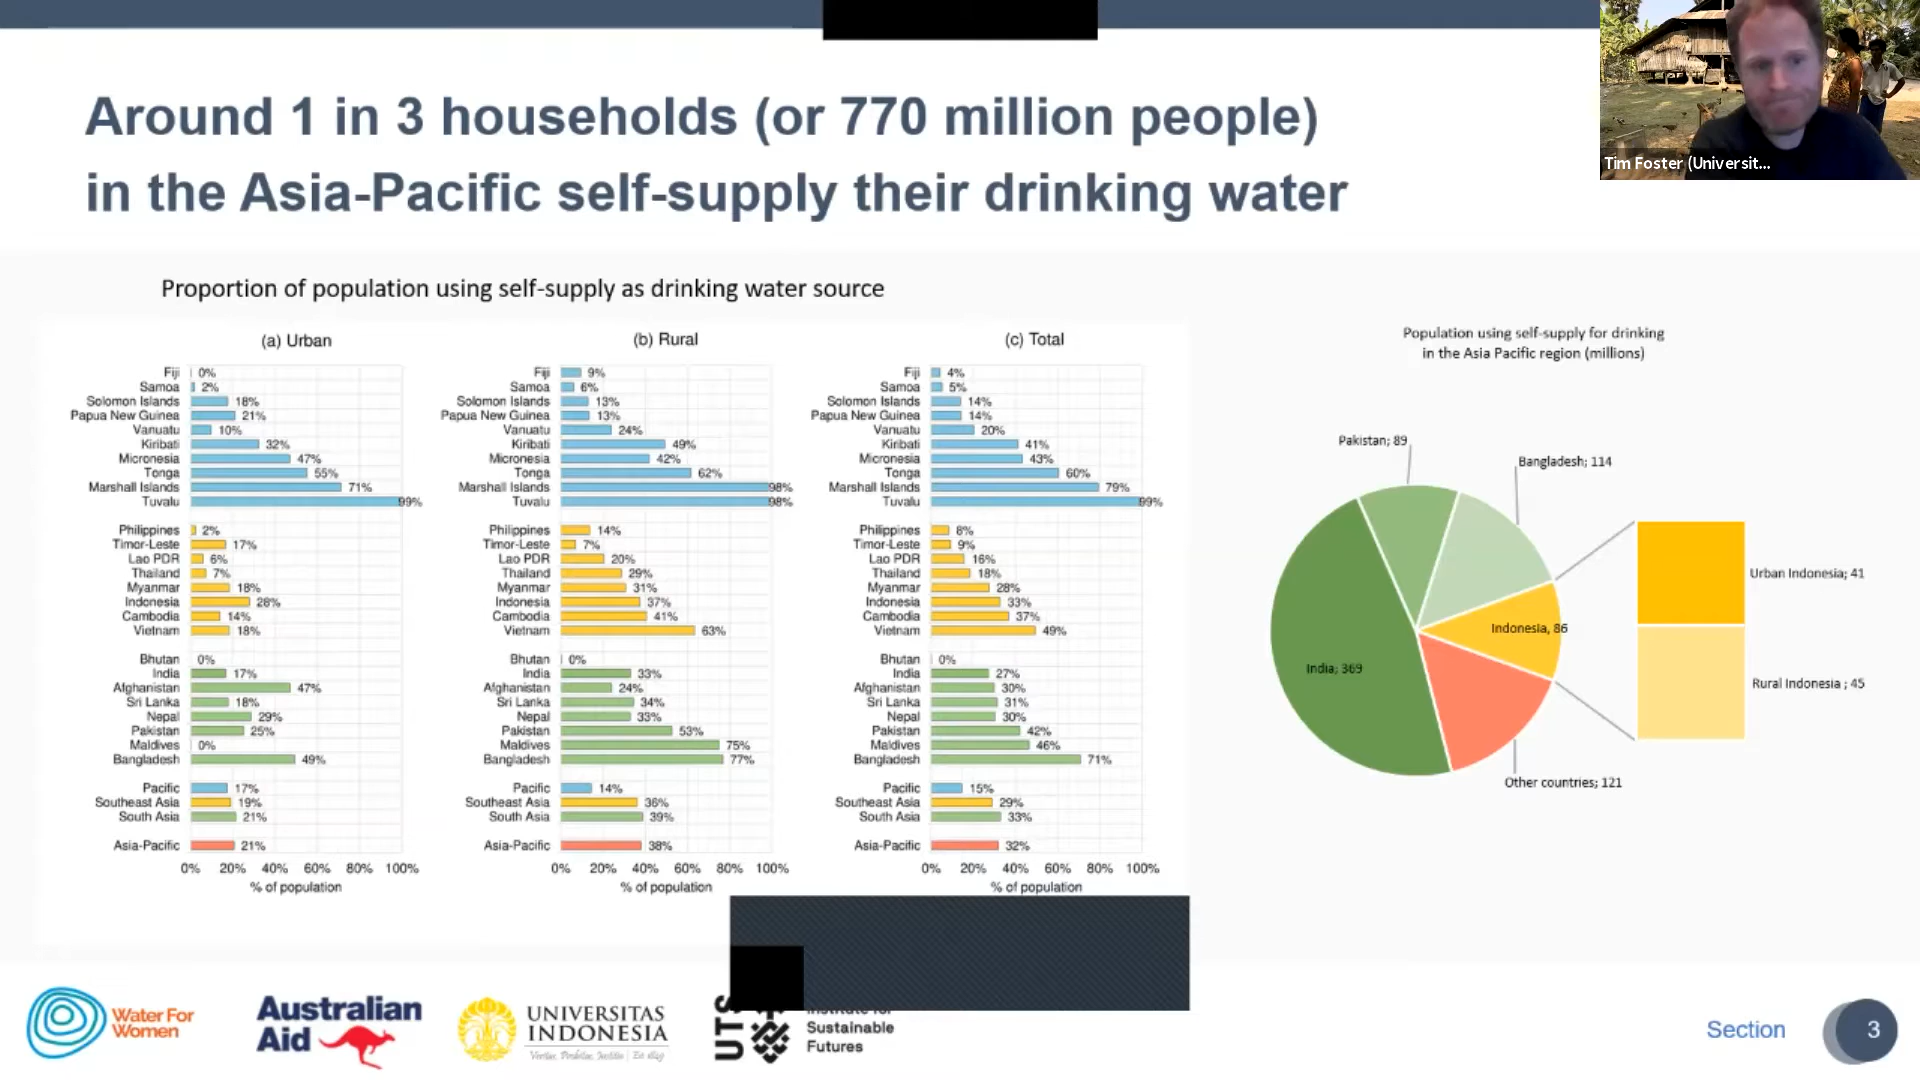 Around 1 in 3 households (or 770 million people)
in the Asia-Pacific self-supply their drinking water
Tim Foster (Universit...
Proportion of population using self-supply as drinking water source
(a) Urban
Fiji 0%
Samoa 2%
Solomon Islands 18%
Papua New Guinea 21%
Vanuatu 10%
Kiribati 32%
Micronesia 47%
Tonga 55%
Marshall Islands 71%
Tuvalu 99%
Philippines 2%
Timor-Leste 17%
Lao PDR 6%
Thailand 7%
Myanmar 18%
Indonesia 28%
Cambodia 14%
Vietnam 18%
Bhutan 0%
India 17%
Afghanistan 47%
Sri Lanka 18%
Nepal 29%
Pakistan 25%
Maldives 0%
Bangladesh 49%
Pacific 17%
Southeast Asia 19%
South Asia 21%
Asia-Pacific 21%
0% 20% 40% 60% 80% 100%
% of population
(b) Rural
Fiji 9%
Samoa 6%
Solomon Islands 13%
Papua New Guinea 13%
Vanuatu 24%
Kiribati 49%
Micronesia 42%
Tonga 62%
Marshall Islands 98%
Tuvalu 98%
Philippines 14%
Timor-Leste 7%
Lao PDR 20%
Thailand 29%
Myanmar 31%
Indonesia 37%
Cambodia 41%
Vietnam 63%
Bhutan 0%
India 33%
Afghanistan 24%
Sri Lanka 34%
Nepal 33%
Pakistan 53%
Maldives 75%
Bangladesh 77%
Pacific 14%
Southeast Asia 36%
South Asia 39%
Asia-Pacific 38%
0% 20% 40% 60% 80% 100%
% of population
(c) Total
Fiji 4%
Samoa 5%
Solomon Islands 14%
Papua New Guinea 14%
Vanuatu 20%
Kiribati 41%
Micronesia 43%
Tonga 60%
Marshall Islands 79%
Tuvalu 99%
Philippines 8%
Timor-Leste 9%
Lao PDR 16%
Thailand 18%
Myanmar 28%
Indonesia 33%
Cambodia 37%
Vietnam 49%
Bhutan 0%
India 27%
Afghanistan 30%
Sri Lanka 31%
Nepal 30%
Pakistan 42%
Maldives 46%
Bangladesh 71%
Pacific 15%
Southeast Asia 29%
South Asia 33%
Asia-Pacific 32%
0% 20% 40% 60% 80% 100%
% of population
Population using self-supply for drinking
in the Asia Pacific region (millions)
Pakistan; 89
Bangladesh; 114
Urban Indonesia; 41
Indonesia, 86
India; 369
Rural Indonesia ; 45
Other countries; 121
Water For
Women
Australian
Aid
UNIVERSITAS
INDONESIA
UTS
Institute for
Sustainable
Futures
Section
3